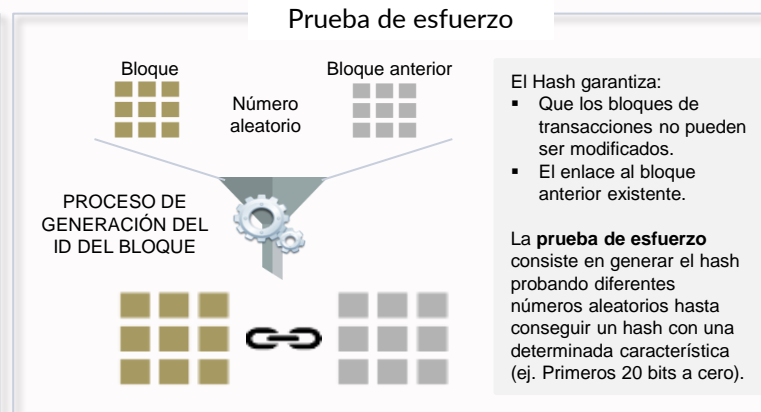 Prueba de esfuerzo
Bloque
Número
aleatorio
Bloque anterior
PROCESO DE
GENERACIÓN DEL
ID DEL BLOQUE
El Hash garantiza:
▪ Que los bloques de
transacciones no pueden
ser modificados.
▪ El enlace al bloque
anterior existente.
La prueba de esfuerzo
consiste en generar el hash
probando diferentes
números aleatorios hasta
conseguir un hash con una
determinada característica
(ej. Primeros 20 bits a cero).